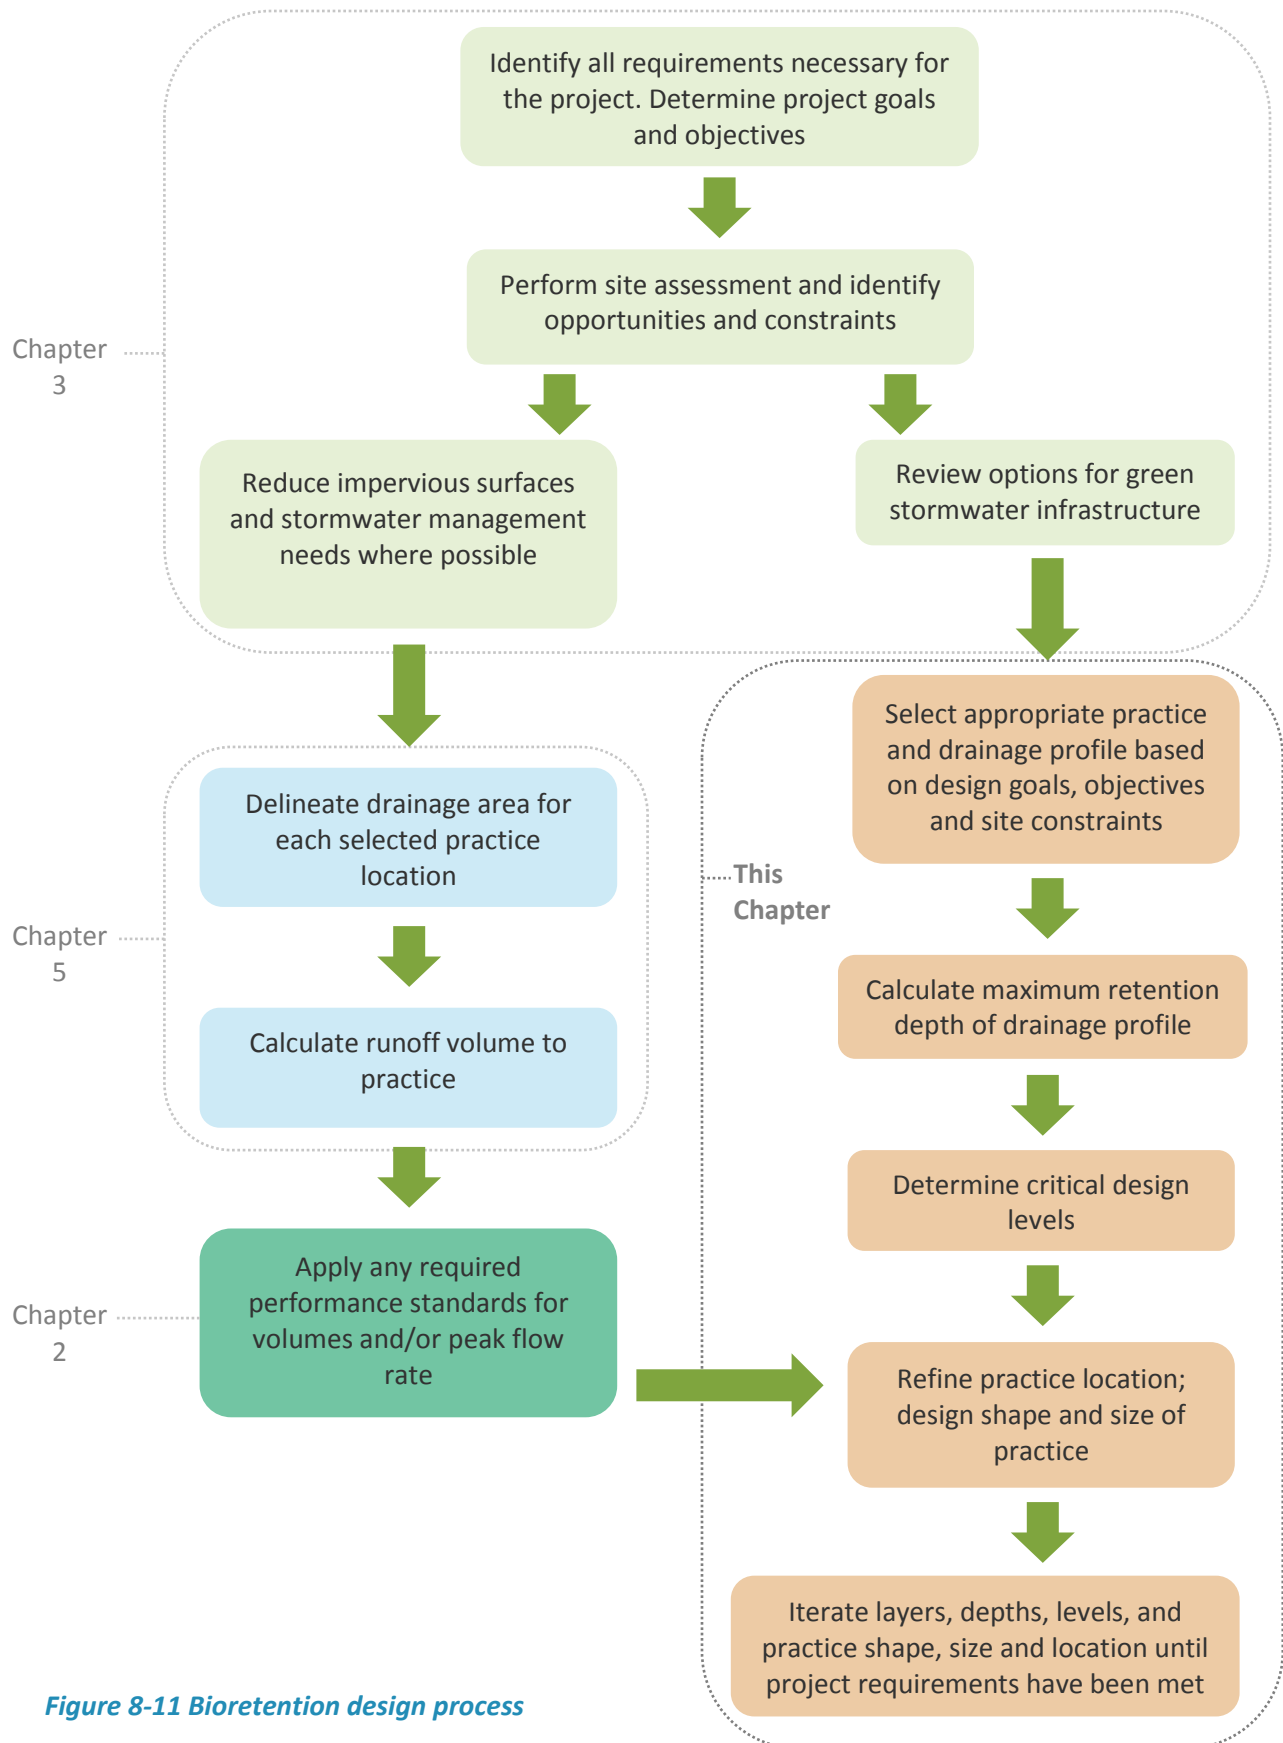 Identify all requirements necessary for
the project. Determine project goals
and objectives
Perform site assessment and identify
opportunities and constraints
Chapter
3
Reduce impervious surfaces
and stormwater management
needs where possible
Review options for green
stormwater infrastructure
Select appropriate practice
and drainage profile based
on design goals, objectives
and site constraints
Delineate drainage area for
each selected practice
location
This
Chapter
Chapter
5
Calculate maximum retention
depth of drainage profile
Calculate runoff volume to
practice
Determine critical design
levels
Apply any required
performance standards for
volumes and/or peak flow
rate
Chapter
2
Refine practice location;
design shape and size of
practice
Iterate layers, depths, levels, and
practice shape, size and location until
project requirements have been met
Figure 8-11 Bioretention design process